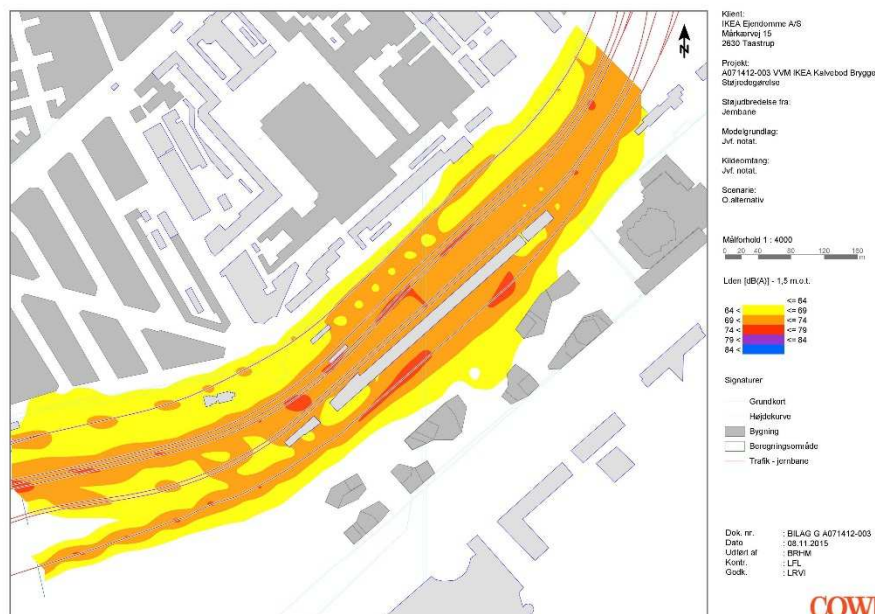 N
Klient:
IKEA Ejendomme A/S
Mårkærvej 15
2630 Taastrup
Projekt:
A071412-003 VVM IKEA Kalvebod Brygge
Støjredegørelse
Støjudbredelse fra:
Jernbane
Modelgrundlag:
Jvf. notat.
Kildeomfang:
Jvf. notat.
Scenarie:
O.alternativ
Målforhold 1 : 4000
0 20 40 80 120 160
m
Lden [dB(A)] - 1,5 m.o.t.
<= 64
64 < <= 69
69 < <= 74
74 < <= 79
79 < <= 84
84 <
Signaturer
Grundkort
Højdekurve
Bygning
Beregningsområde
Trafik - jernbane
Dok. nr. : BILAG G A071412-003
Dato : 08.11.2015
Udført af : BRHM
Kontr. : LFL
Godk. : LRVI
COWI